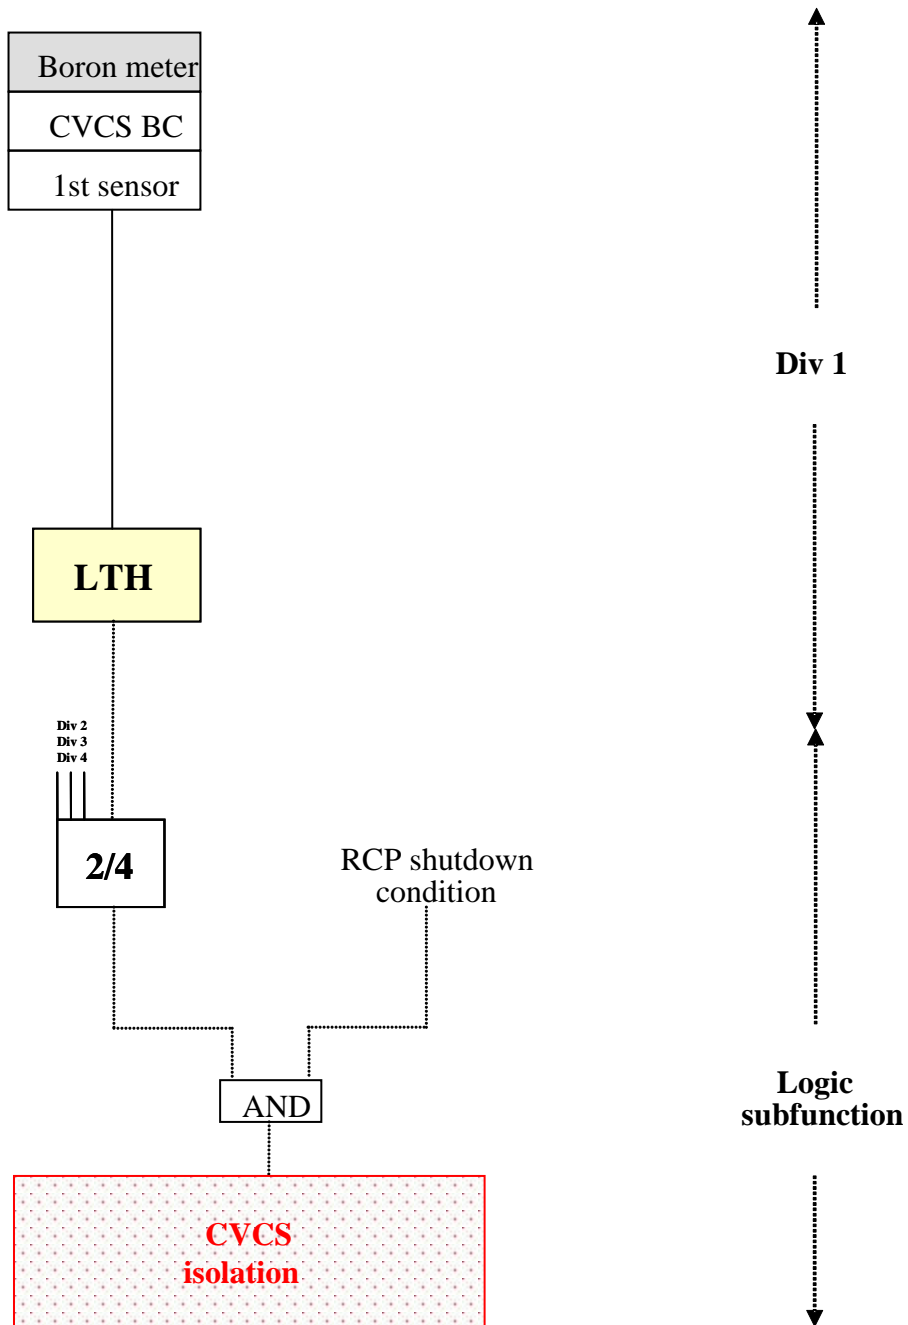 Boron meter
CVCS BC
1st sensor
Div 1
LTH
Div 2
Div 3
Div 4
2/4
RCP shutdown
condition
AND
Logic
subfunction
CVCS
isolation